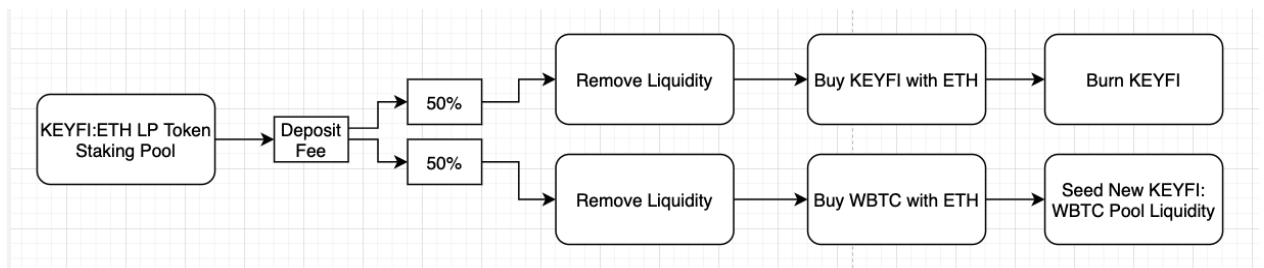 KEYFI:ETH LP Token
Staking Pool
Deposit
Fee
50%
Remove Liquidity
Buy KEYFI with ETH
Burn KEYFI
50%
Remove Liquidity
Buy WBTC with ETH
Seed New KEYFI:
WBTC Pool Liquidity